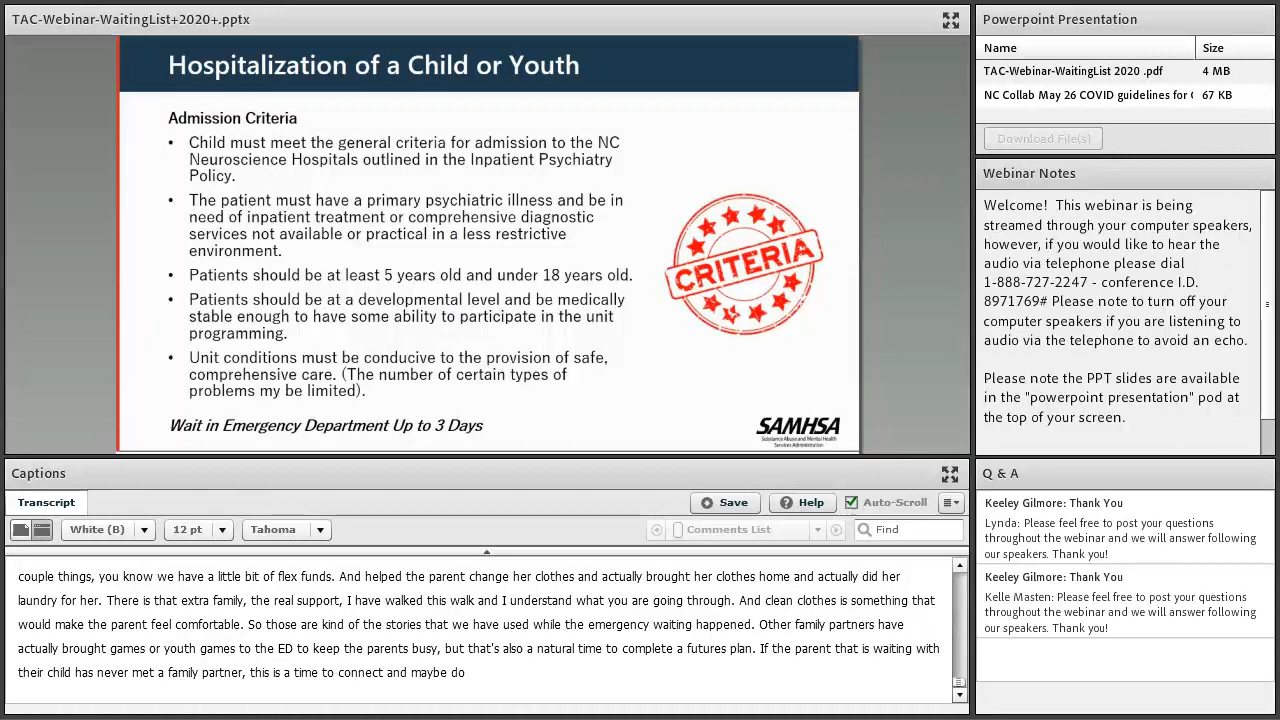 TAC-Webinar-WaitingList+2020+.pptx
Hospitalization of a Child or Youth
Admission Criteria
• Child must meet the general criteria for admission to the NC
Neuroscience Hospitals outlined in the Inpatient Psychiatry
Policy.
• The patient must have a primary psychiatric illness and be in
need of inpatient treatment or comprehensive diagnostic
services not available or practical in a less restrictive
environment.
• Patients should be at least 5 years old and under 18 years old.
• Patients should be at a developmental level and be medically
stable enough to have some ability to participate in the unit
programming.
• Unit conditions must be conducive to the provision of safe,
comprehensive care. (The number of certain types of
problems my be limited).
CRITERIA
Wait in Emergency Department Up to 3 Days
SAMHSA
Substance Abuse and Mental Health
Services Administration
Powerpoint Presentation
Name Size
TAC-Webinar-WaitingList 2020 .pdf 4 MB
NC Collab May 26 COVID guidelines for 67 KB
Download File(s)
Webinar Notes
Welcome! This webinar is being
streamed through your computer speakers,
however, if you would like to hear the
audio via telephone please dial
1-888-727-2247 - conference I.D.
8971769# Please note to turn off your
computer speakers if you are listening to
audio via the telephone to avoid an echo.
Please note the PPT slides are available
in the "powerpoint presentation" pod at
the top of your screen.
Captions
Transcript
Save Help Auto-Scroll
White (B) 12 pt Tahoma Comments List Find
couple things, you know we have a little bit of flex funds. And helped the parent change her clothes and actually brought her clothes home and actually did her
laundry for her. There is that extra family, the real support, I have walked this walk and I understand what you are going through. And clean clothes is something that
would make the parent feel comfortable. So those are kind of the stories that we have used while the emergency waiting happened. Other family partners have
actually brought games or youth games to the ED to keep the parents busy, but that's also a natural time to complete a futures plan. If the parent that is waiting with
their child has never met a family partner, this is a time to connect and maybe do
Q & A
Keeley Gilmore: Thank You
Lynda: Please feel free to post your questions
throughout the webinar and we will answer following
our speakers. Thank you!
Keeley Gilmore: Thank You
Kelle Masten: Please feel free to post your questions
throughout the webinar and we will answer following
our speakers. Thank you!